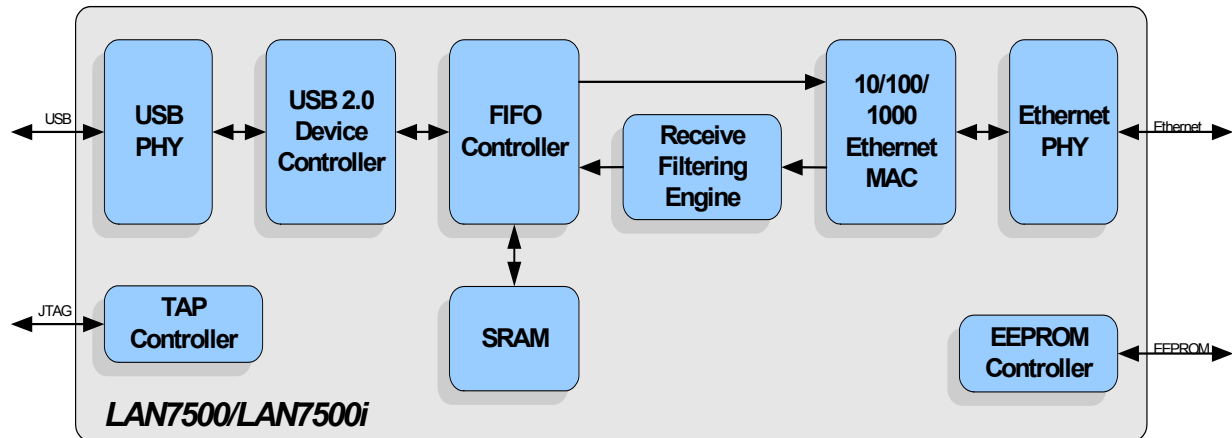 USB
USB
PHY
USB 2.0
Device
Controller
FIFO
Controller
Receive
Filtering
Engine
10/100/
1000
Ethernet
MAC
Ethernet
PHY
Ethernet
JTAG
TAP
Controller
SRAM
EEPROM
Controller
EEPROM
LAN7500/LAN7500i